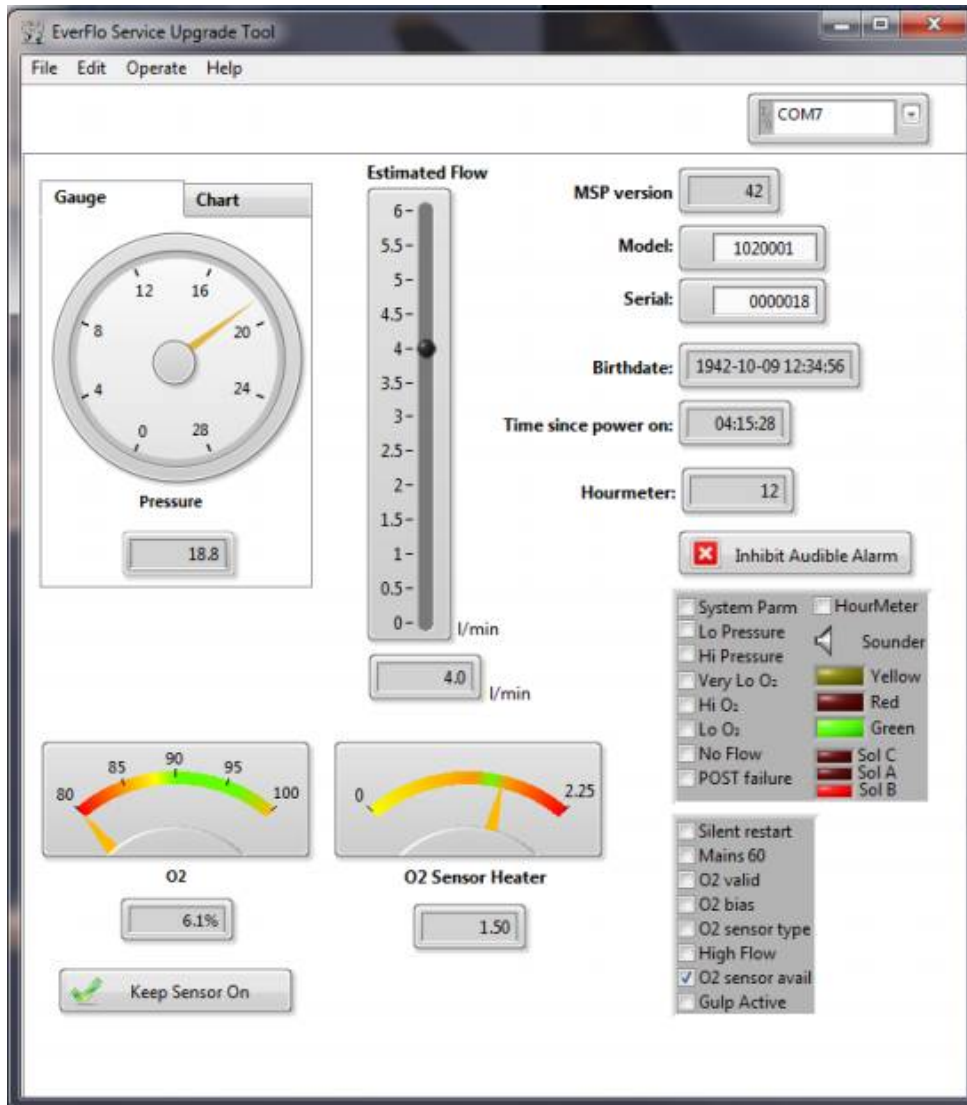 EverFlo Service Upgrade Tool
File Edit Operate Help
COM7
Gauge Chart
0 4 8 12 16 20 24 28
Pressure
18.8
Estimated Flow
6
5.5
5
4.5
4
3.5
3
2.5
2
1.5
1
0.5
0
l/min
4.0 l/min
MSP version 42
Model: 1020001
Serial: 0000018
Birthdate: 1942-10-09 12:34:56
Time since power on: 04:15:28
Hourmeter: 12
Inhibit Audible Alarm
System Parm HourMeter
Lo Pressure
Sounder
Hi Pressure
Very Lo O₂ Yellow
Hi O₂ Red
Lo O₂ Green
No Flow Sol C
POST failure Sol A
Sol B
80 85 90 95 100
O2
6.1%
Keep Sensor On
0 2.25
O2 Sensor Heater
1.50
Silent restart
Mains 60
O2 valid
O2 bias
O2 sensor type
High Flow
O2 sensor avail
Gulp Active